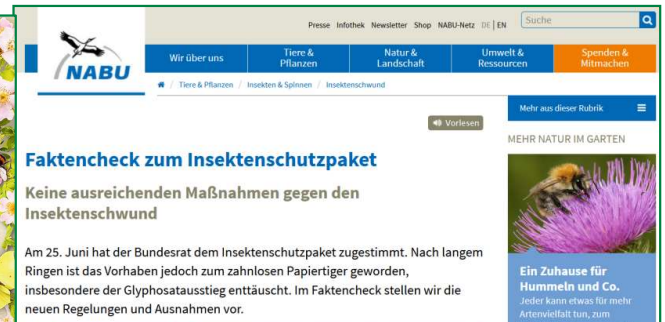 Presse Infothek Newsletter Shop NABU-Netz DE | EN
Suche
NABU
Wir über uns
Tiere &
Pflanzen
Natur &
Landschaft
Umwelt &
Ressourcen
Spenden &
Mitmachen
/ Tiere & Pflanzen / Insekten & Spinnen / Insektenschwund
Mehr aus dieser Rubrik
Vorlesen
MEHR NATUR IM GARTEN
Faktencheck zum Insektenschutzpaket
Keine ausreichenden Maßnahmen gegen den
Insektenschwund
Am 25. Juni hat der Bundesrat dem Insektenschutzpaket zugestimmt. Nach langem
Ringen ist das Vorhaben jedoch zum zahnlosen Papiertiger geworden,
insbesondere der Glyphosatausstieg enttäuscht. Im Faktencheck stellen wir die
neuen Regelungen und Ausnahmen vor.
Ein Zuhause für
Hummeln und Co.
Jeder kann etwas für mehr
Artenvielfalt tun, zum